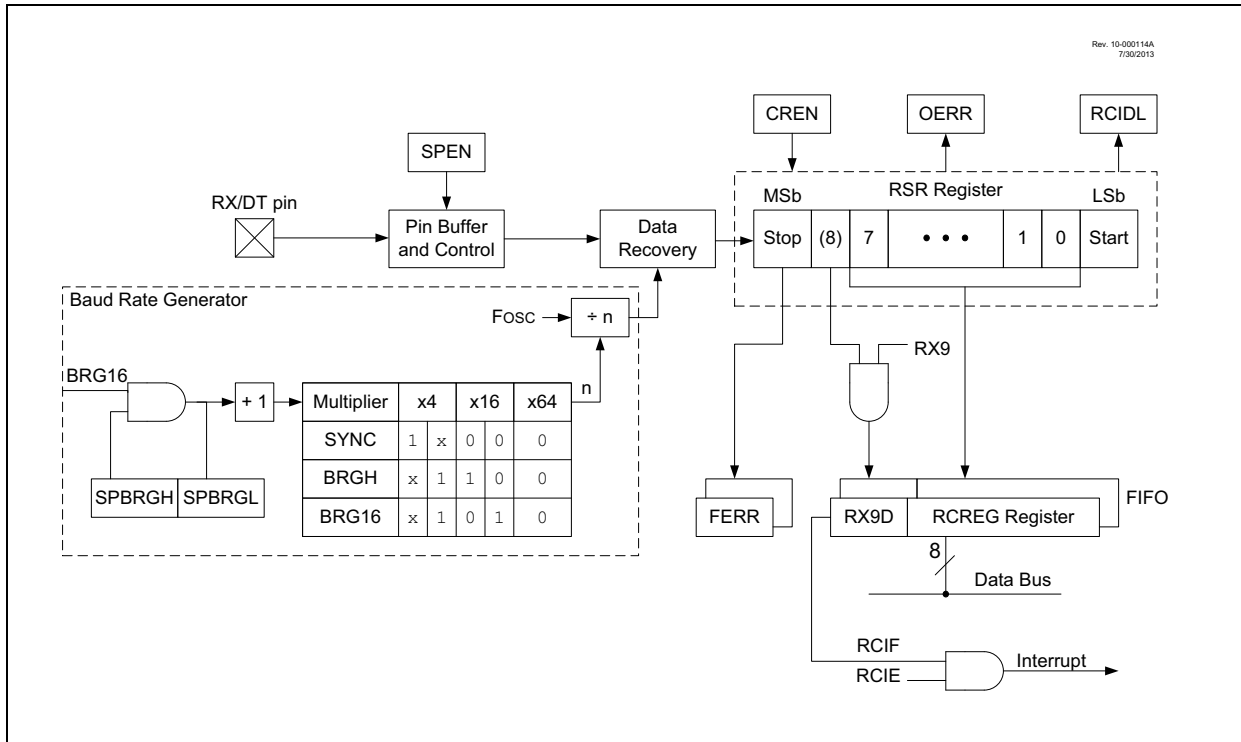 Rev. 10-000114A
7/30/2013
CREN
OERR
RCIDL
SPEN
RSR Register
MSb
LSb
RX/DT pin
Pin Buffer
and Control
Data
Recovery
Stop (8) 7 • • • 1 0 Start
Baud Rate Generator
FOSC
÷ n
RX9
BRG16
n
+ 1
Multiplier x4 x16 x64
SYNC 1 x 0 0 0
BRGH x 1 1 0 0
BRG16 x 1 0 1 0
SPBRGH SPBRGL
FIFO
FERR
RX9D RCREG Register
8
Data Bus
RCIF
RCIE
Interrupt